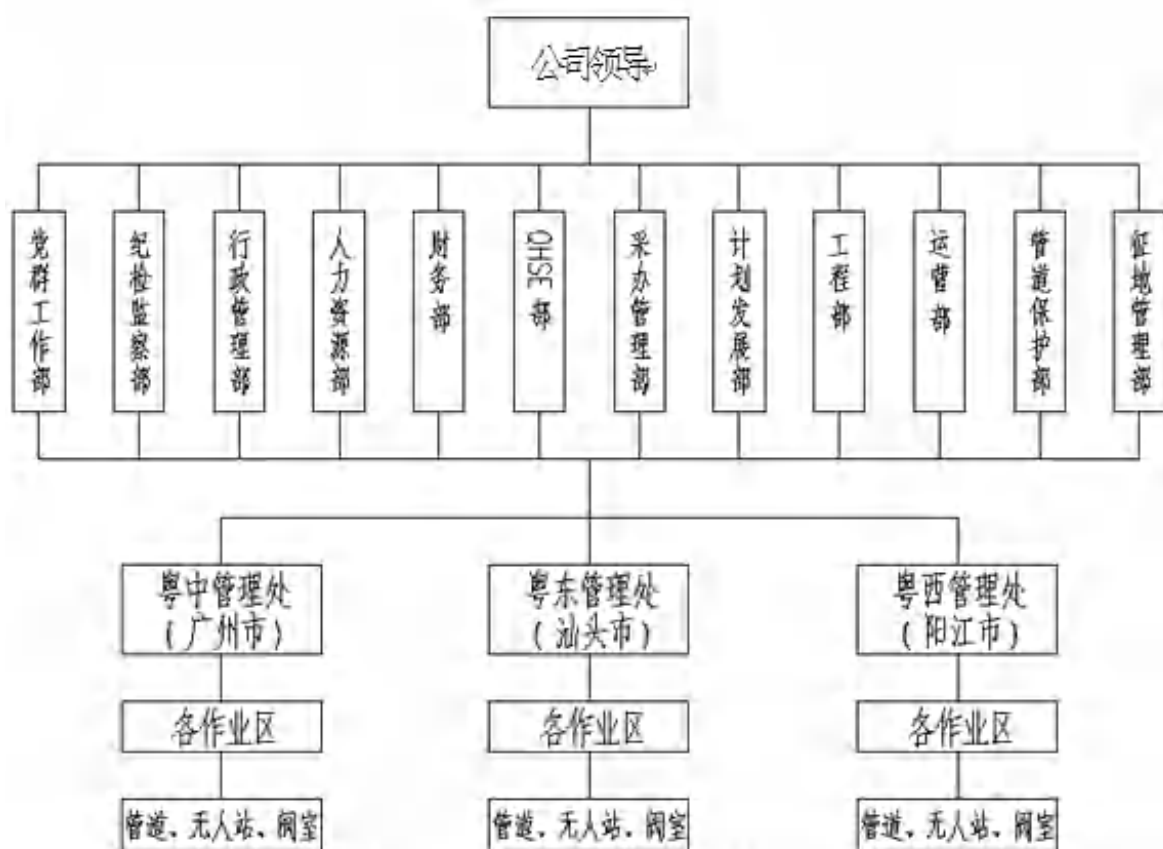 公司领导
党群工作部
纪检监察部
行政管理部
人力资源部
财务部
QHSE部
采办管理部
计划发展部
工程部
运营部
管道保护部
征地管理部
粤中管理处
(广州市)
粤东管理处
(汕头市)
粤西管理处
(阳江市)
各作业区
各作业区
各作业区
管道、无人站、阀室
管道、无人站、阀室
管道、无人站、阀室